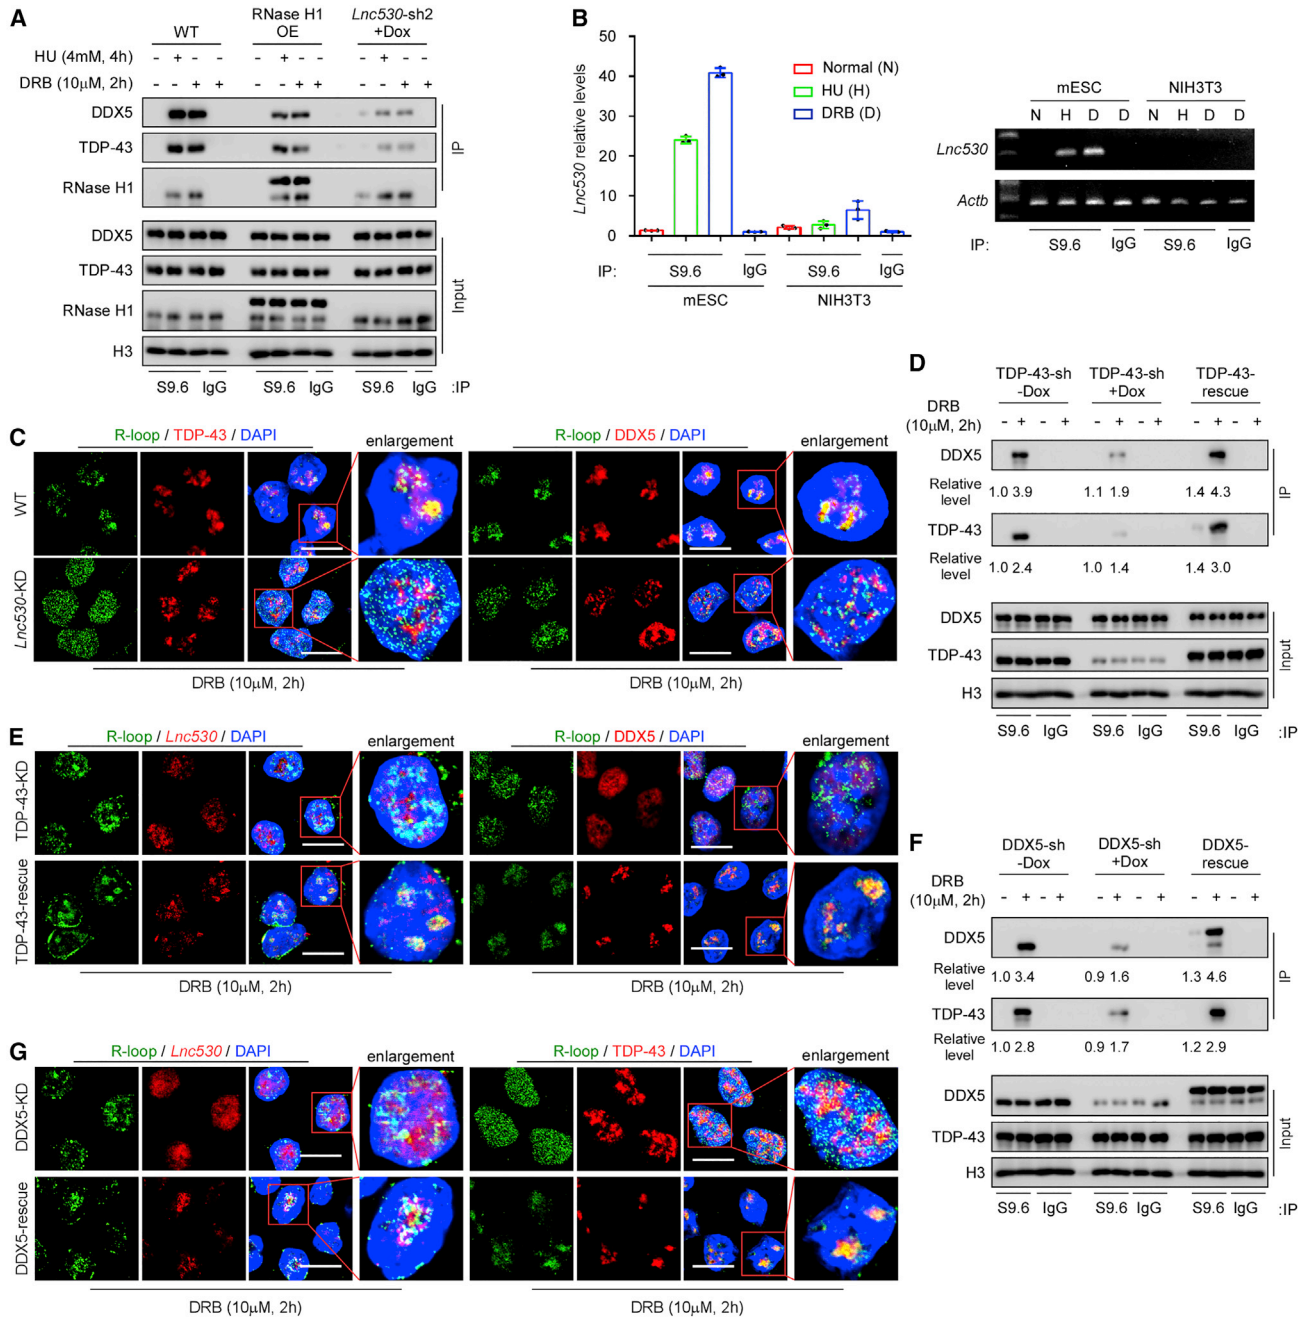 A
WT
RNase H1 OE
Lnc530-sh2 +Dox
HU (4mM, 4h) - + - - - + - - - + - -
DRB (10µM, 2h) - - + + - - + + - - + +
DDX5
TDP-43
RNase H1
IP
DDX5
TDP-43
RNase H1
H3
Input
S9.6 IgG S9.6 IgG S9.6 IgG :IP
B
Lnc530 relative levels
50
40
30
20
10
0
Normal (N)
HU (H)
DRB (D)
IP: S9.6 IgG S9.6 IgG
mESC NIH3T3
mESC NIH3T3
N H D D N H D D
Lnc530
Actb
IP: S9.6 IgG S9.6 IgG
C
R-loop / TDP-43 / DAPI enlargement
R-loop / DDX5 / DAPI enlargement
WT
Lnc530-KD
DRB (10µM, 2h)
DRB (10µM, 2h)
D
TDP-43-sh -Dox
TDP-43-sh +Dox
TDP-43-rescue
DRB (10µM, 2h) - + - + - + - + - + - +
DDX5
Relative level 1.0 3.9 1.1 1.9 1.4 4.3
TDP-43
Relative level 1.0 2.4 1.0 1.4 1.4 3.0
IP
DDX5
TDP-43
H3
Input
S9.6 IgG S9.6 IgG S9.6 IgG :IP
E
R-loop / Lnc530 / DAPI enlargement
R-loop / DDX5 / DAPI enlargement
TDP-43-KD
TDP-43-rescue
DRB (10µM, 2h)
DRB (10µM, 2h)
F
DDX5-sh -Dox
DDX5-sh +Dox
DDX5-rescue
DRB (10µM, 2h) - + - + - + - + - + - +
DDX5
Relative level 1.0 3.4 0.9 1.6 1.3 4.6
TDP-43
Relative level 1.0 2.8 0.9 1.7 1.2 2.9
IP
DDX5
TDP-43
H3
Input
S9.6 IgG S9.6 IgG S9.6 IgG :IP
G
R-loop / Lnc530 / DAPI enlargement
R-loop / TDP-43 / DAPI enlargement
DDX5-KD
DDX5-rescue
DRB (10µM, 2h)
DRB (10µM, 2h)